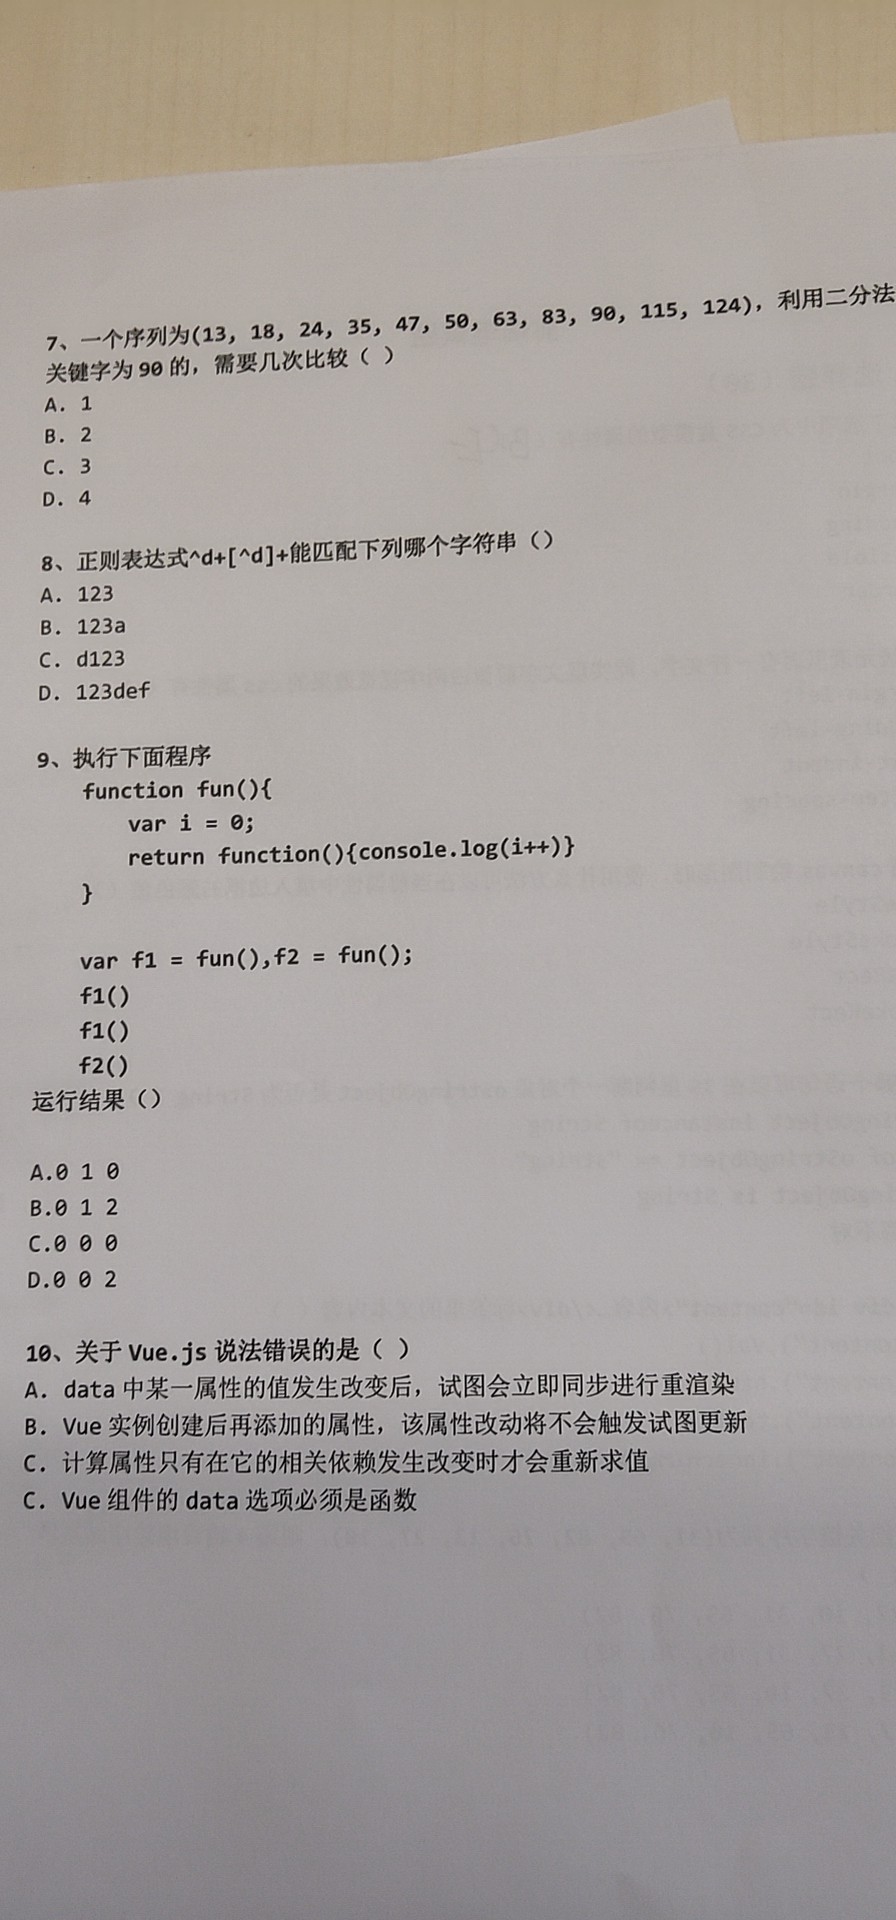 7、一个序列为(13, 18, 24, 35, 47, 50, 63, 83, 90, 115, 124)，利用二分法
关键字为 90 的，需要几次比较（ ）
A. 1
B. 2
C. 3
D. 4
8、正则表达式^d+[^d]+能匹配下列哪个字符串（）
A. 123
B. 123a
C. d123
D. 123def
9、执行下面程序
function fun(){
var i = 0;
return function(){console.log(i++)}
}
var f1 = fun(),f2 = fun();
f1()
f1()
f2()
运行结果（）
A.0 1 0
B.0 1 2
C.0 0 0
D.0 0 2
10、关于 Vue.js 说法错误的是（ ）
A. data 中某一属性的值发生改变后，试图会立即同步进行重渲染
B. Vue 实例创建后再添加的属性，该属性改动将不会触发试图更新
C. 计算属性只有在它的相关依赖发生改变时才会重新求值
C. Vue 组件的 data 选项必须是函数